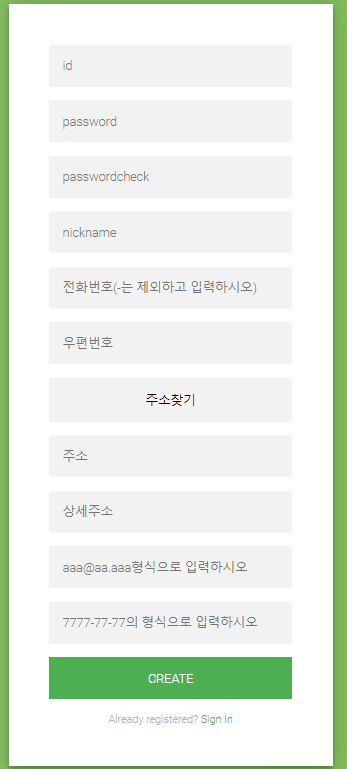 id
password
passwordcheck
nickname
전화번호(-는 제외하고 입력하시오)
우편번호
주소찾기
주소
상세주소
aaa@aa.aaa형식으로 입력하시오
7777-77-77의 형식으로 입력하시오
CREATE
Already registered? Sign In